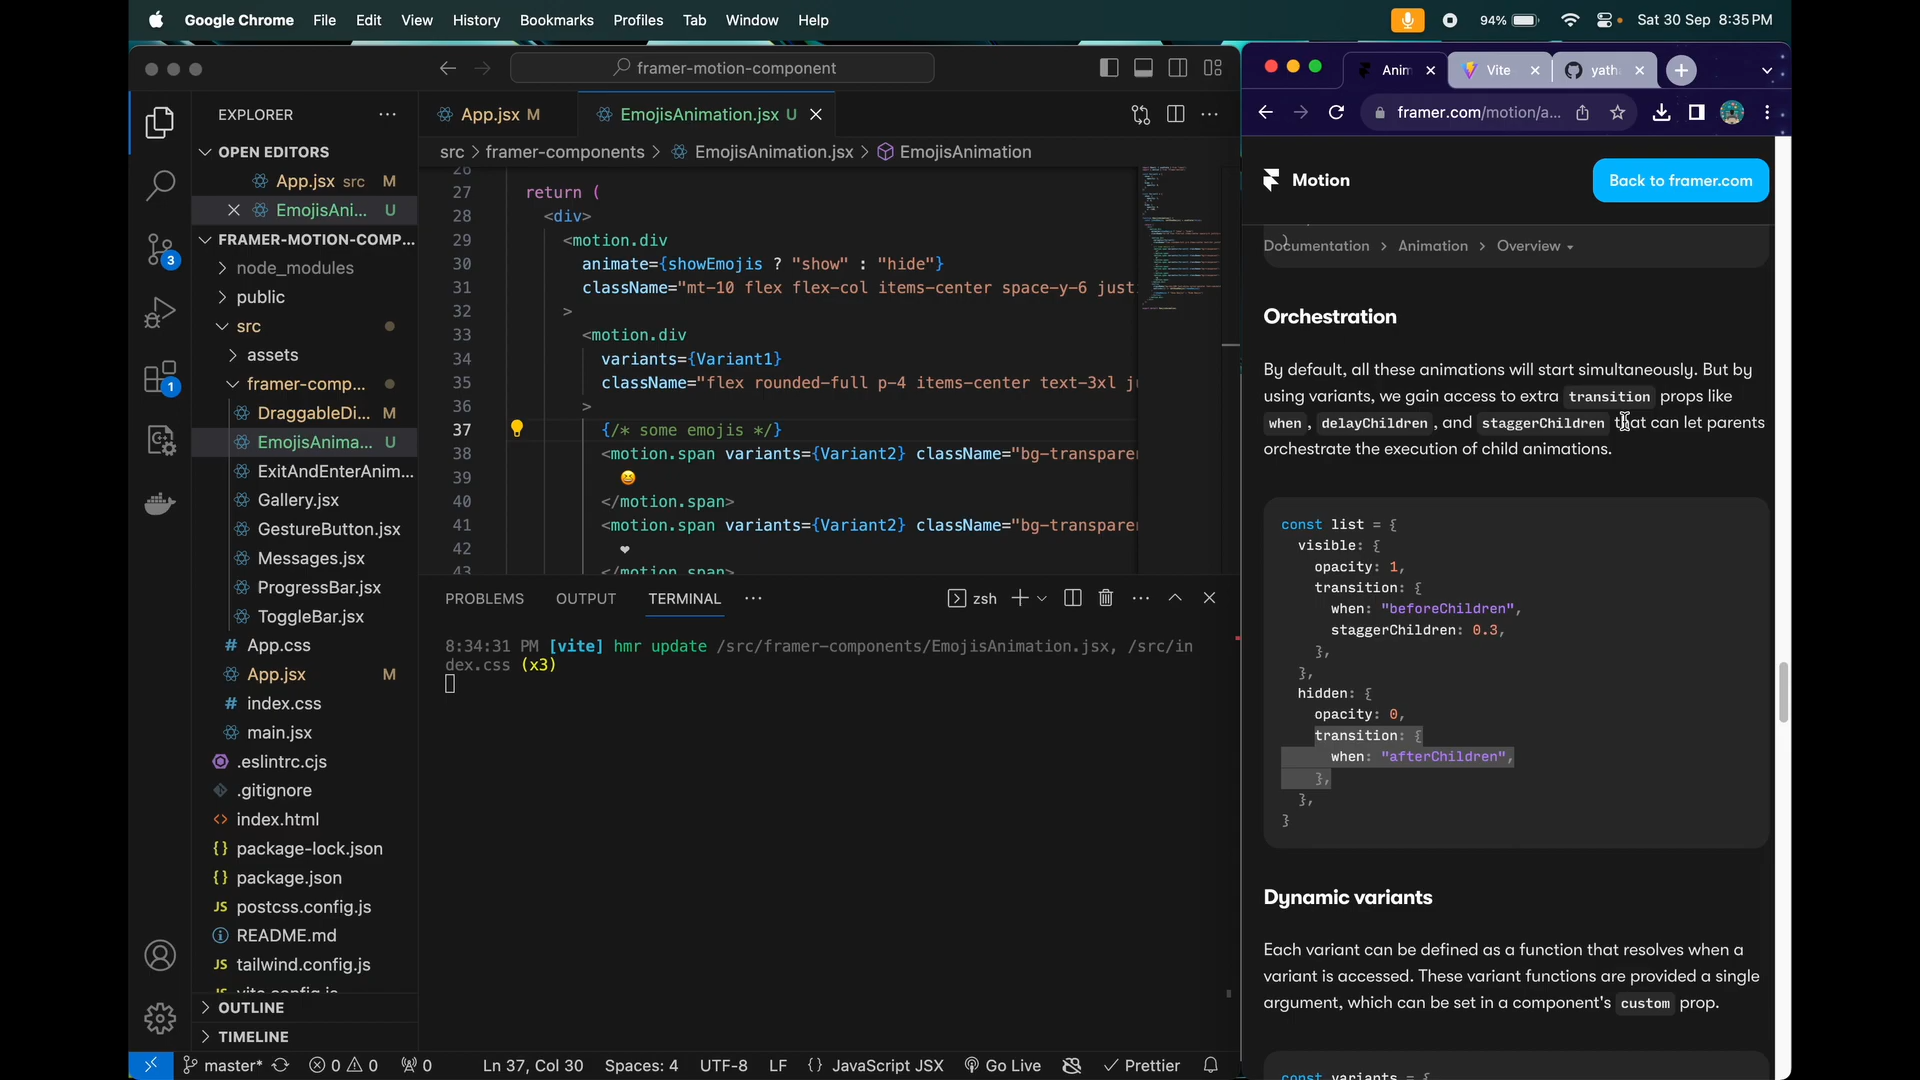 Google Chrome File Edit View History Bookmarks Profiles Tab Window Help
94% Sat 30 Sep 8:35 PM
framer-motion-component
EXPLORER
OPEN EDITORS
App.jsx src M
EmojisAni... U
FRAMER-MOTION-COMP...
node_modules
public
src
assets
framer-comp...
DraggableDi... M
EmojisAnima... U
ExitAndEnterAnim...
Gallery.jsx
GestureButton.jsx
Messages.jsx
ProgressBar.jsx
ToggleBar.jsx
App.css
App.jsx M
index.css
main.jsx
.eslintrc.cjs
.gitignore
index.html
package-lock.json
package.json
postcss.config.js
README.md
tailwind.config.js
vite.config.js
OUTLINE
TIMELINE
3
1
App.jsx M
EmojisAnimation.jsx U
src > framer-components > EmojisAnimation.jsx > EmojisAnimation
26
27 return (
28 <div>
29 <motion.div
30 animate={showEmojis ? "show" : "hide"}
31 className="mt-10 flex flex-col items-center space-y-6 just
32 >
33 <motion.div
34 variants={Variant1}
35 className="flex rounded-full p-4 items-center text-3xl j
36 >
37 {/* some emojis */}
38 <motion.span variants={Variant2} className="bg-transpare
39 😆
40 </motion.span>
41 <motion.span variants={Variant2} className="bg-transpare
42 ❤
43 </motion.span>
PROBLEMS OUTPUT TERMINAL zsh
8:34:31 PM [vite] hmr update /src/framer-components/EmojisAnimation.jsx, /src/in
dex.css (x3)
master* 0 0 0 Ln 37, Col 30 Spaces: 4 UTF-8 LF {} JavaScript JSX Go Live Prettier
Anim Vite yath
framer.com/motion/a...
Motion
Back to framer.com
Documentation > Animation > Overview
Orchestration
By default, all these animations will start simultaneously. But by
using variants, we gain access to extra transition props like
when, delayChildren, and staggerChildren that can let parents
orchestrate the execution of child animations.
const list = {
visible: {
opacity: 1,
transition: {
when: "beforeChildren",
staggerChildren: 0.3,
},
},
hidden: {
opacity: 0,
transition: {
when: "afterChildren",
},
},
}
Dynamic variants
Each variant can be defined as a function that resolves when a
variant is accessed. These variant functions are provided a single
argument, which can be set in a component's custom prop.
const variants = {